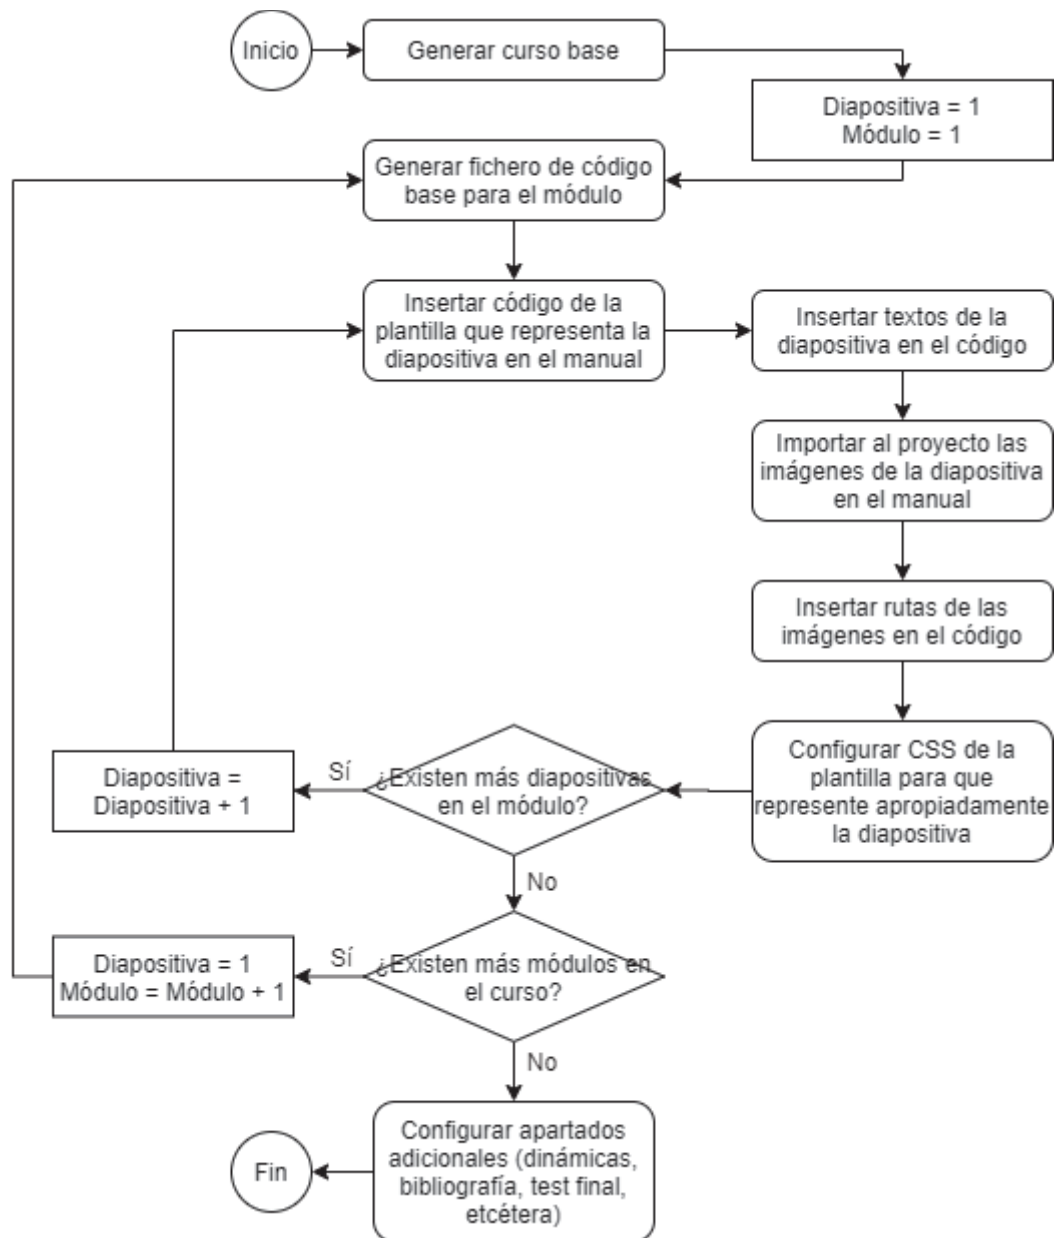 Inicio
Generar curso base
Diapositiva = 1
Módulo = 1
Generar fichero de código
base para el módulo
Insertar código de la
plantilla que representa la
diapositiva en el manual
Insertar textos de la
diapositiva en el código
Importar al proyecto las
imágenes de la diapositiva
en el manual
Insertar rutas de las
imágenes en el código
Configurar CSS de la
plantilla para que
represente apropiadamente
la diapositiva
¿Existen más diapositivas
en el módulo?
Sí
Diapositiva =
Diapositiva + 1
No
¿Existen más módulos en
el curso?
Sí
Diapositiva = 1
Módulo = Módulo + 1
No
Configurar apartados
adicionales (dinámicas,
bibliografía, test final,
etcétera)
Fin